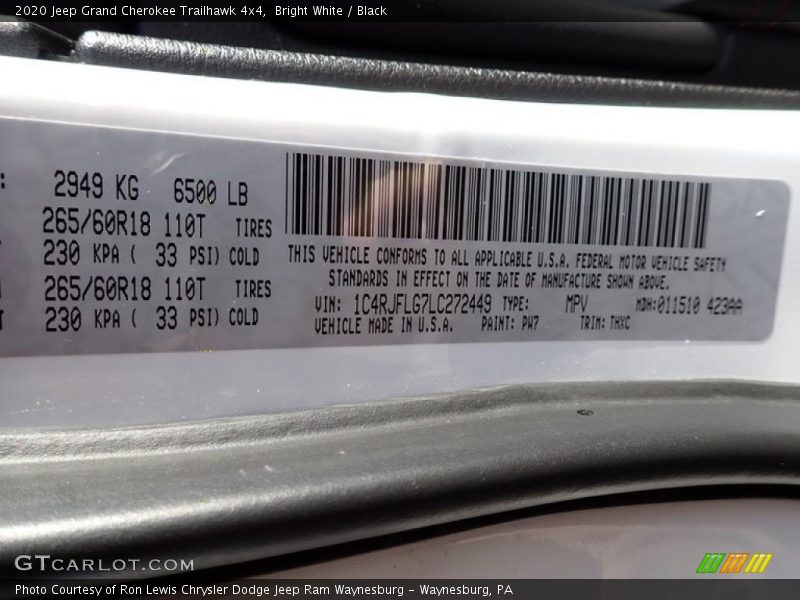 2020 Jeep Grand Cherokee Trailhawk 4x4,  Bright White / Black
: 2949 KG 6500 LB
265/60R18 110T TIRES
230 KPA ( 33 PSI) COLD
265/60R18 110T TIRES
230 KPA ( 33 PSI) COLD
THIS VEHICLE CONFORMS TO ALL APPLICABLE U.S.A. FEDERAL MOTOR VEHICLE SAFETY
STANDARDS IN EFFECT ON THE DATE OF MANUFACTURE SHOWN ABOVE.
VIN: 1C4RJFLG7LC272449 TYPE: MPV MDH:011510 423AA
VEHICLE MADE IN U.S.A. PAINT: PW7 TRIM: THXC
GTCARLOT.COM
Photo Courtesy of Ron Lewis Chrysler Dodge Jeep Ram Waynesburg – Waynesburg, PA